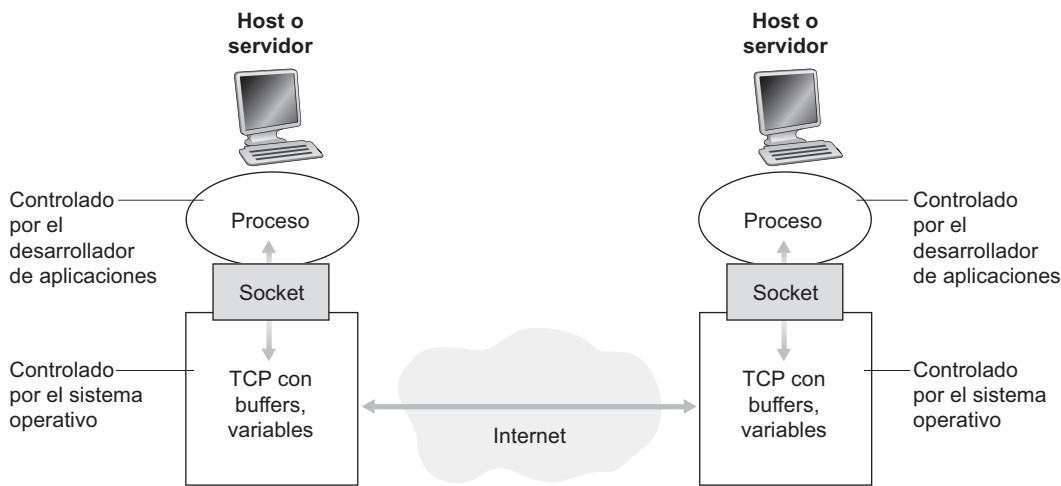 Host o
servidor
Host o
servidor
Controlado
por el
desarrollador
de aplicaciones
Proceso
Proceso
Controlado
por el
desarrollador
de aplicaciones
Socket
Socket
Controlado
por el sistema
operativo
TCP con
buffers,
variables
Internet
TCP con
buffers,
variables
Controlado
por el sistema
operativo